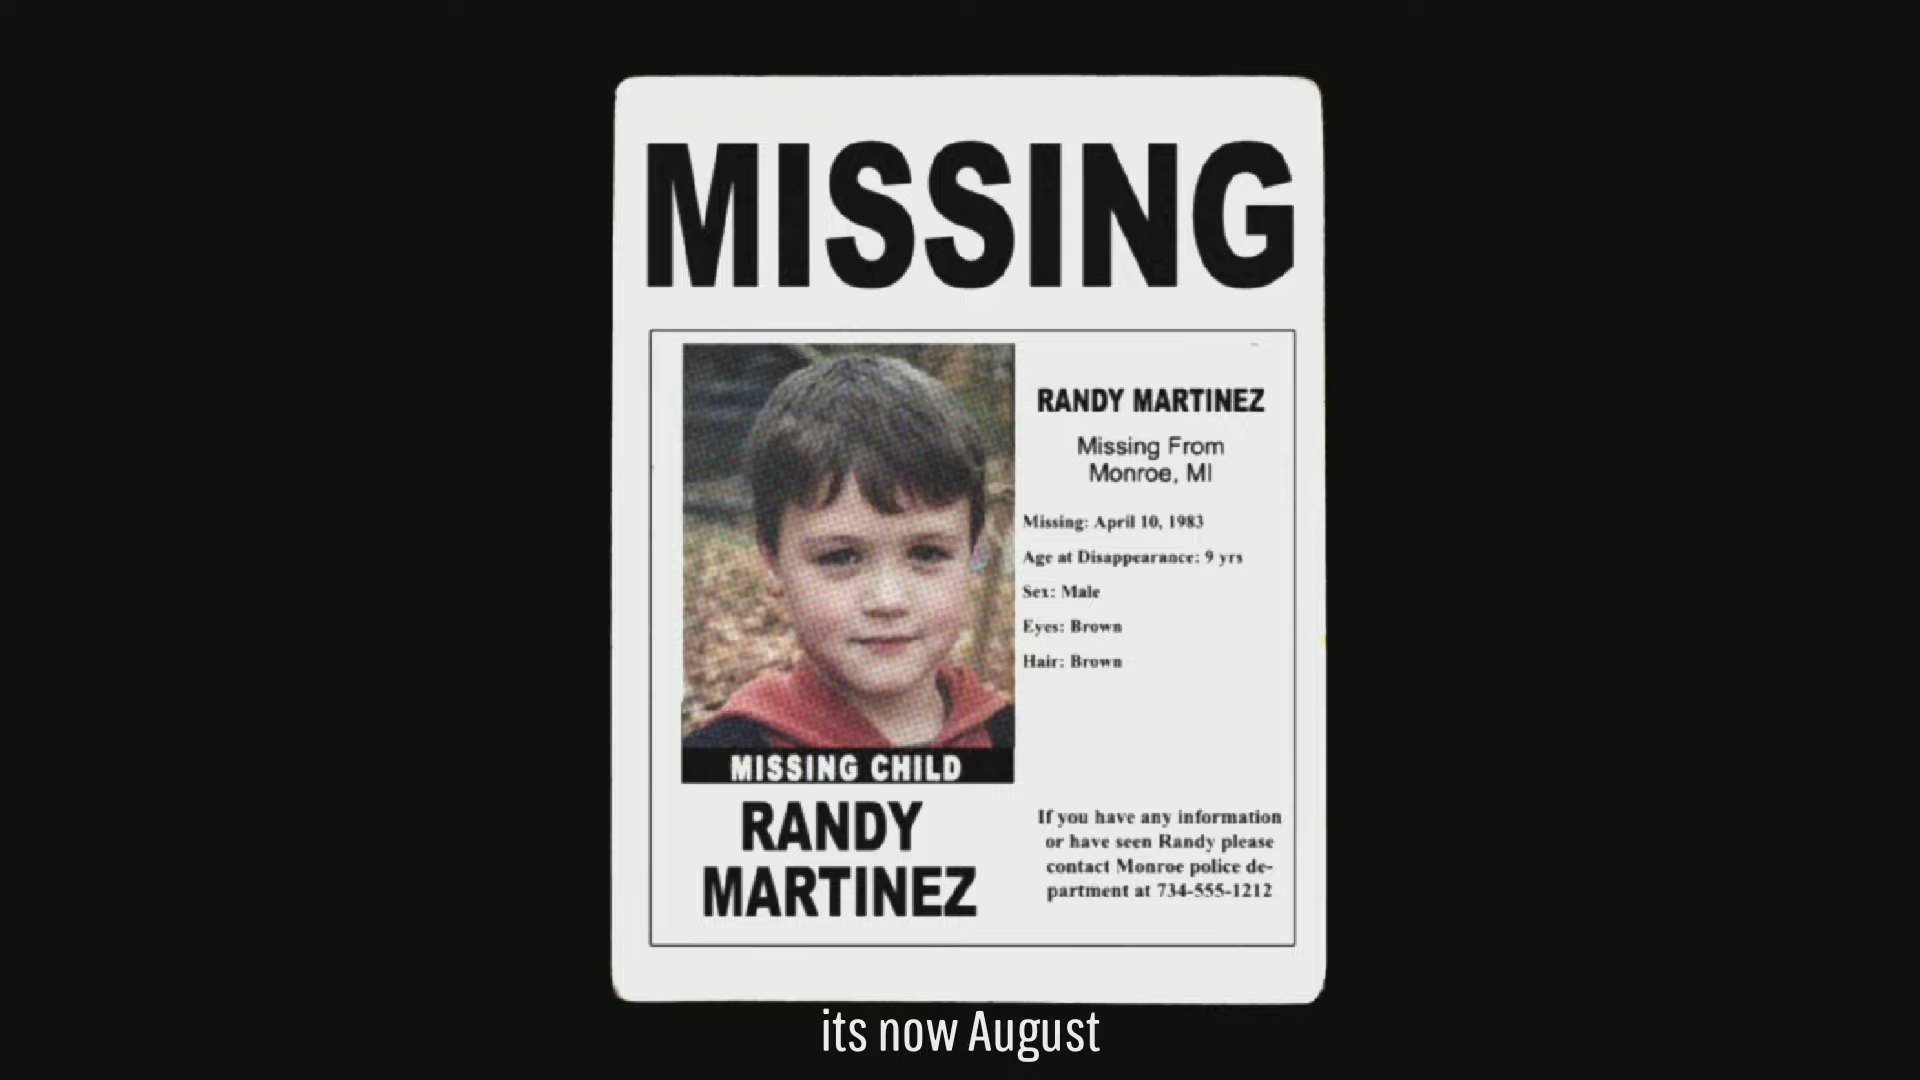 MISSING
RANDY MARTINEZ
Missing From
Monroe, MI
Missing: April 10, 1983
Age at Disappearance: 9 yrs
Sex: Male
Eyes: Brown
Hair: Brown
MISSING CHILD
RANDY
MARTINEZ
If you have any information
or have seen Randy please
contact Monroe police de-
partment at 734-555-1212
its now August